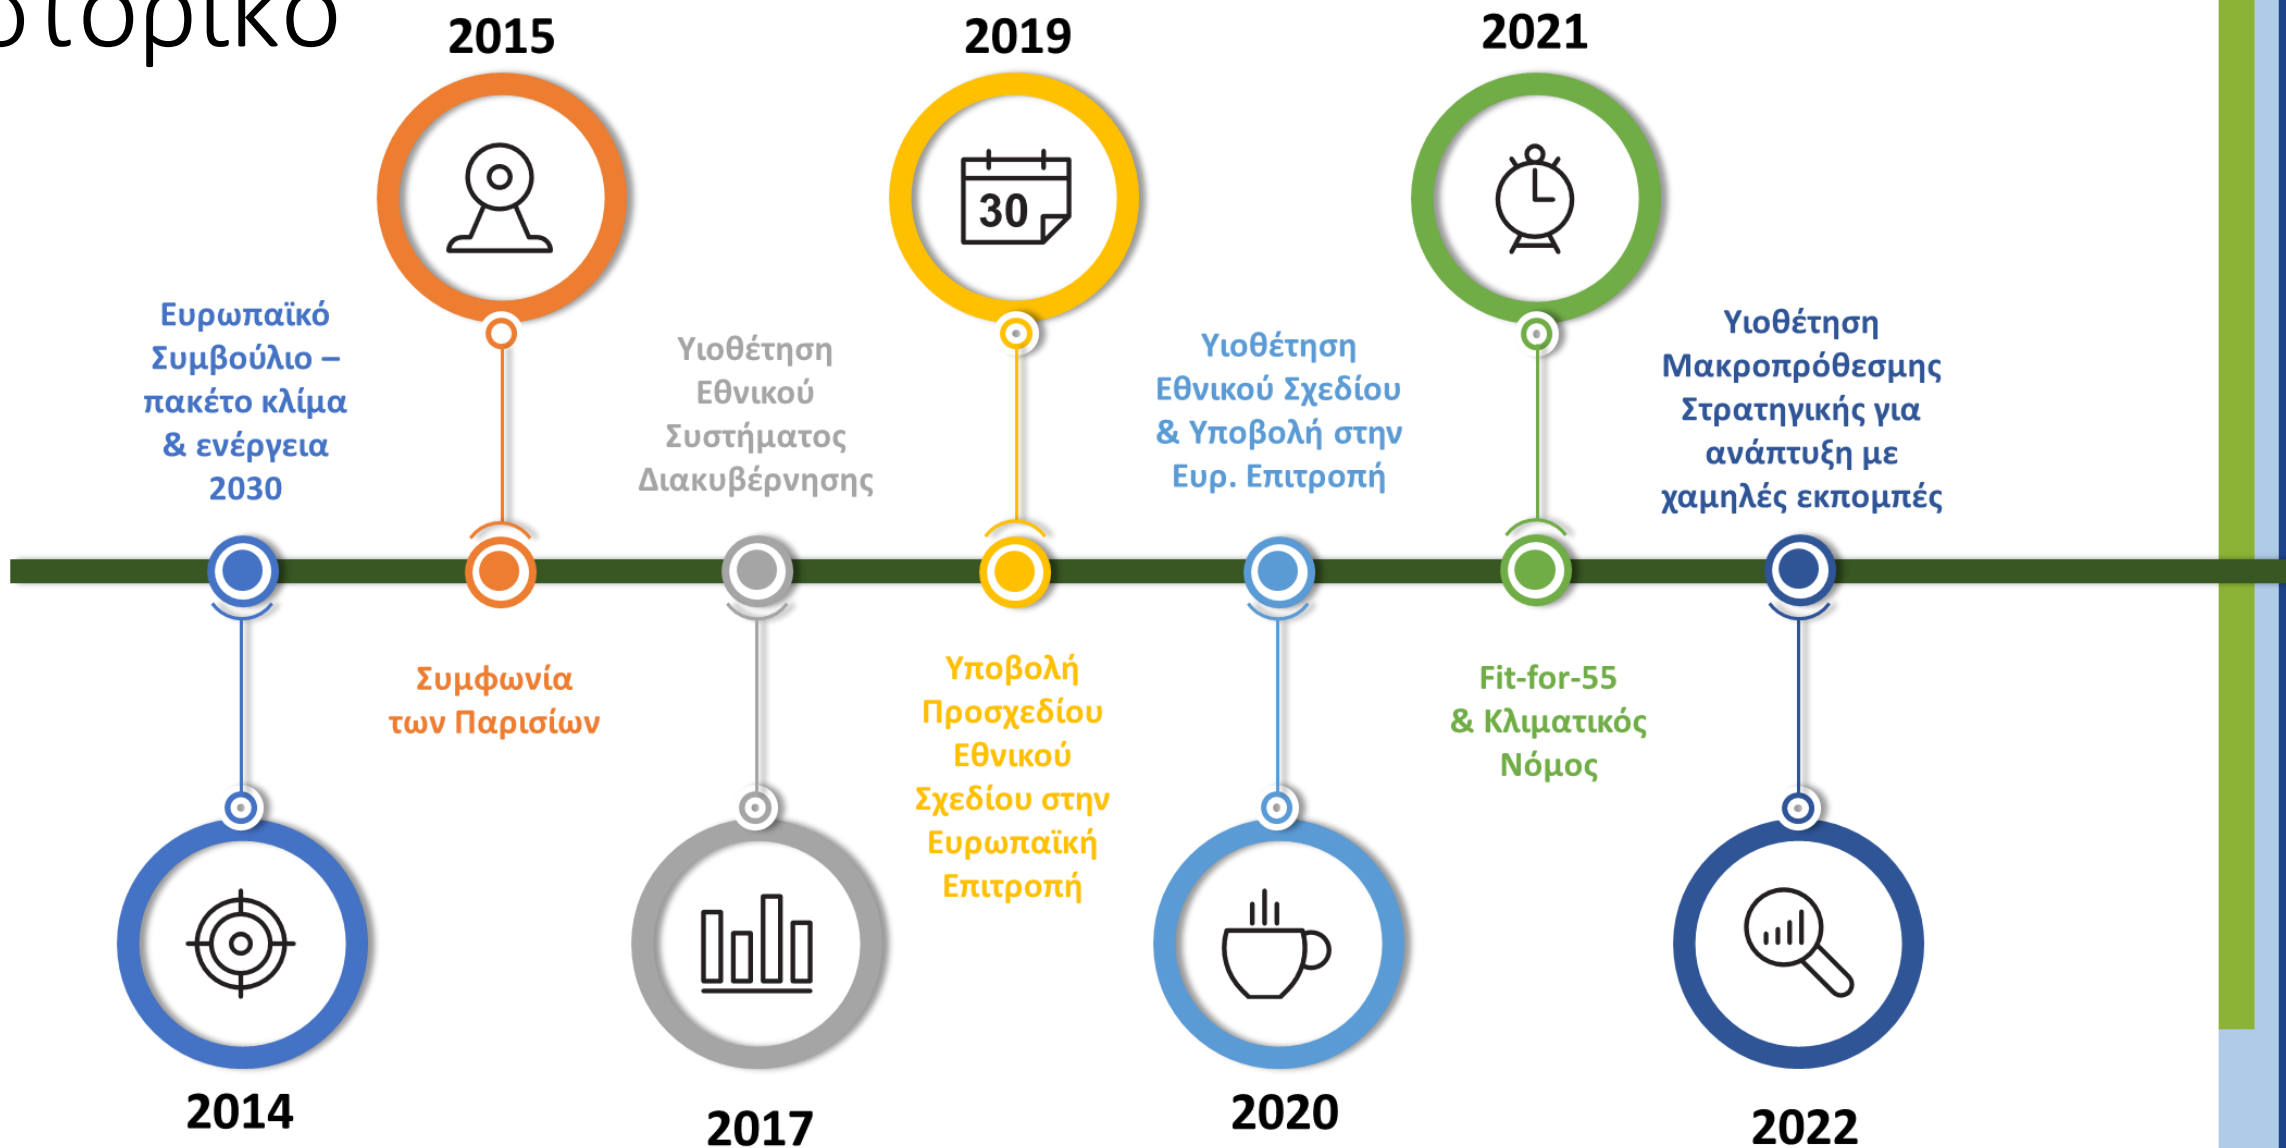 στορικό
2015
2019
2021
Ευρωπαϊκό
Συμβούλιο –
πακέτο κλίμα
& ενέργεια
2030
Υιοθέτηση
Εθνικού
Συστήματος
Διακυβέρνησης
Υιοθέτηση
Εθνικού Σχεδίου
& Υποβολή στην
Ευρ. Επιτροπή
Υιοθέτηση
Μακροπρόθεσμης
Στρατηγικής για
ανάπτυξη με
χαμηλές εκπομπές
Συμφωνία
των Παρισίων
Υποβολή
Προσχεδίου
Εθνικού
Σχεδίου στην
Ευρωπαϊκή
Επιτροπή
Fit-for-55
& Κλιματικός
Νόμος
30
2014
2017
2020
2022